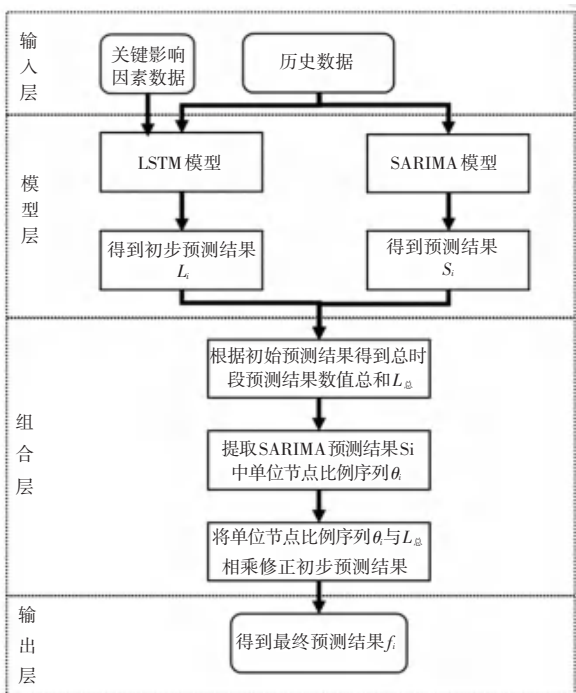 输入层
关键影响
因素数据
历史数据
模型层
LSTM模型
SARIMA模型
得到初步预测结果
Lᵢ
得到预测结果
Sᵢ
组合层
根据初始预测结果得到总时
段预测结果数值总和L总
提取SARIMA预测结果Si
中单位节点比例序列θᵢ
将单位节点比例序列θᵢ与L总
相乘修正初步预测结果
输出层
得到最终预测结果fᵢ